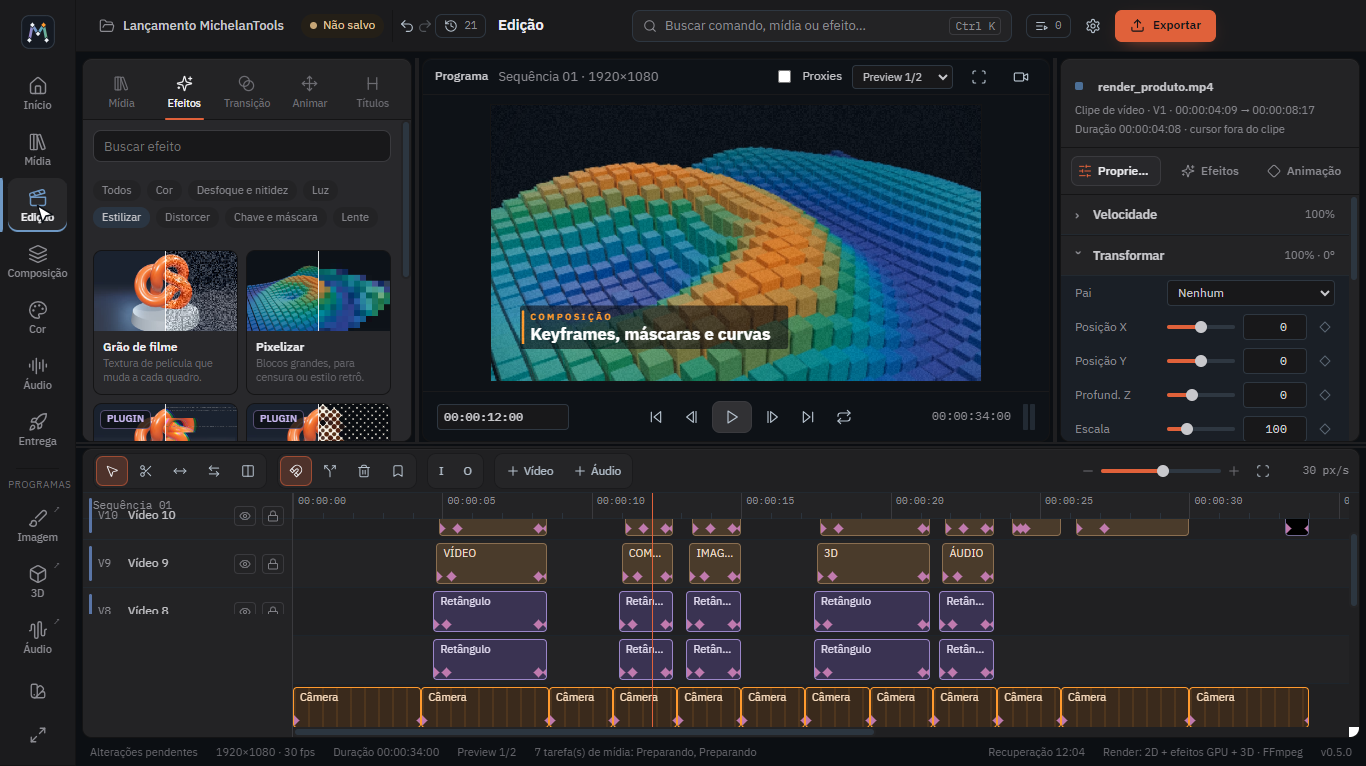 Lançamento MichelanTools
Não salvo
21
Edição
Buscar comando, mídia ou efeito...
Ctrl K
0
Exportar
Início
Mídia
Edição
Composição
Cor
Áudio
Entrega
PROGRAMAS
Imagem
3D
Áudio
Mídia
Efeitos
Transição
Animar
Títulos
Buscar efeito
Todos
Cor
Desfoque e nitidez
Luz
Estilizar
Distorcer
Chave e máscara
Lente
Grão de filme
Textura de película que
muda a cada quadro.
Pixelizar
Blocos grandes, para
censura ou estilo retrô.
PLUGIN
PLUGIN
Programa
Sequência 01 · 1920×1080
Proxies
Preview 1/2
COMPOSIÇÃO
Keyframes, máscaras e curvas
00:00:12:00
00:00:34:00
render_produto.mp4
Clipe de vídeo · V1 · 00:00:04:09 → 00:00:08:17
Duração 00:00:04:08 · cursor fora do clipe
Proprie...
Efeitos
Animação
Velocidade
100%
Transformar
100% · 0°
Pai
Nenhum
Posição X
0
Posição Y
0
Profund. Z
0
Escala
100
I
O
+ Vídeo
+ Áudio
30 px/s
Sequência 01
00:00:00
00:00:05
00:00:10
00:00:15
00:00:20
00:00:25
00:00:30
0
V10
Vídeo 10
V9
Vídeo 9
VÍDEO
COM...
IMAG...
3D
ÁUDIO
V8
Vídeo 8
Retângulo
Retân...
Retân...
Retângulo
Retân...
Retângulo
Retân...
Retân...
Retângulo
Retân...
Câmera
Câmera
Câmera
Câmera
Câmera
Câmera
Câmera
Câmera
Câmera
Câmera
Câmera
Câmera
Alterações pendentes
1920×1080 · 30 fps
Duração 00:00:34:00
Preview 1/2
7 tarefa(s) de mídia: Preparando, Preparando
Recuperação 12:04
Render: 2D + efeitos GPU + 3D · FFmpeg
v0.5.0